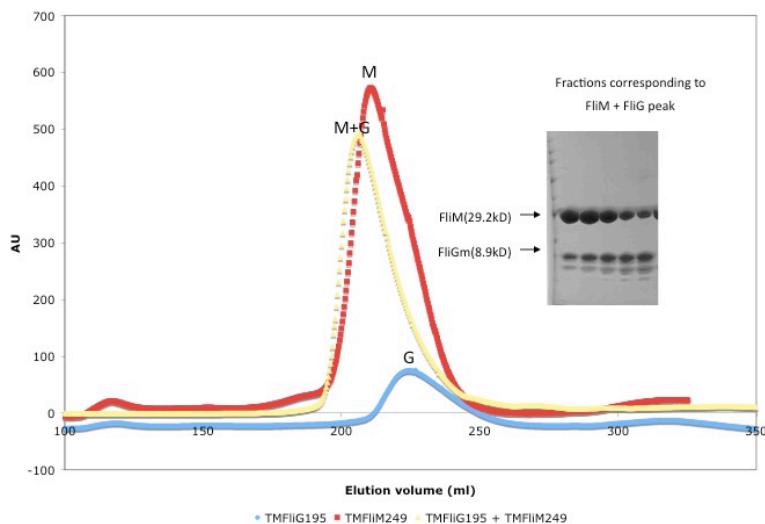 700
600
500
400
300
200
100
0
-100
100
150
200
250
300
350
AU
Elution volume (ml)
M
M+G
G
Fractions corresponding to
FliM + FliG peak
FliM(29.2kD)
FliGm(8.9kD)
TMFliG195 TMFliM249 TMFliG195 + TMFliM249